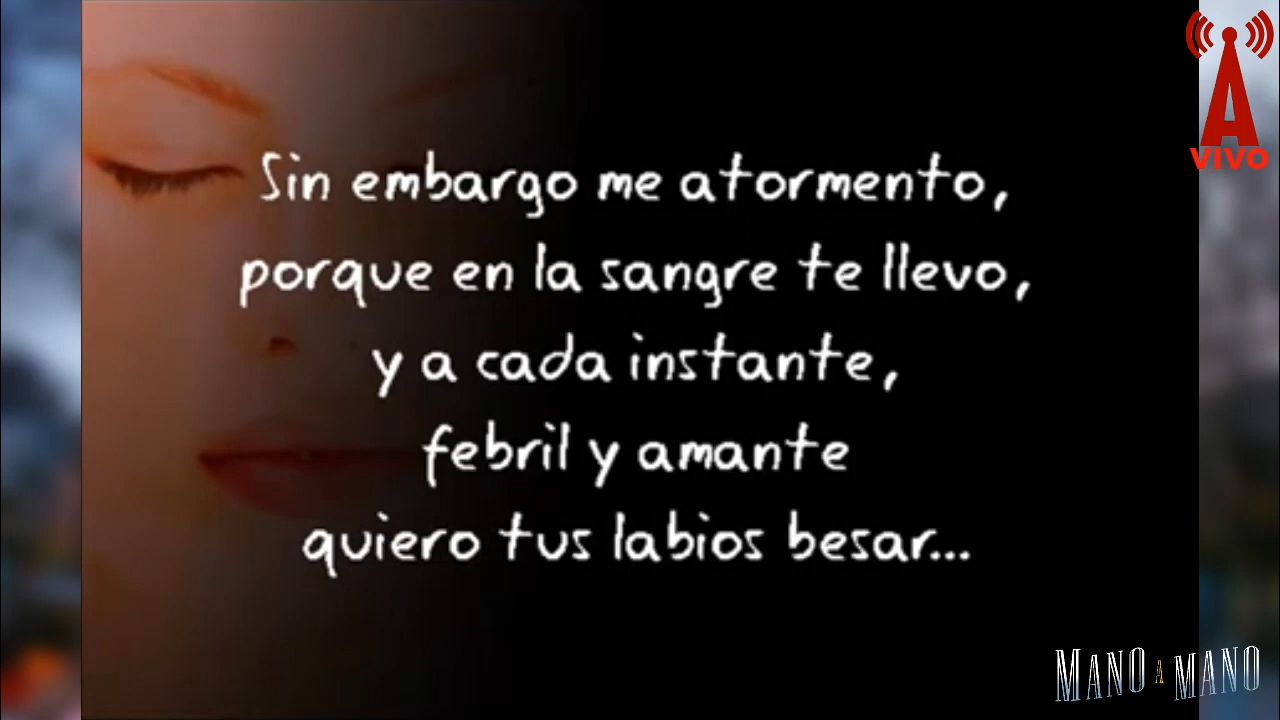 Sin embargo me atormento,
porque en la sangre te llevo,
y a cada instante,
febril y amante
quiero tus labios besar...
VIVO
MANO A MANO